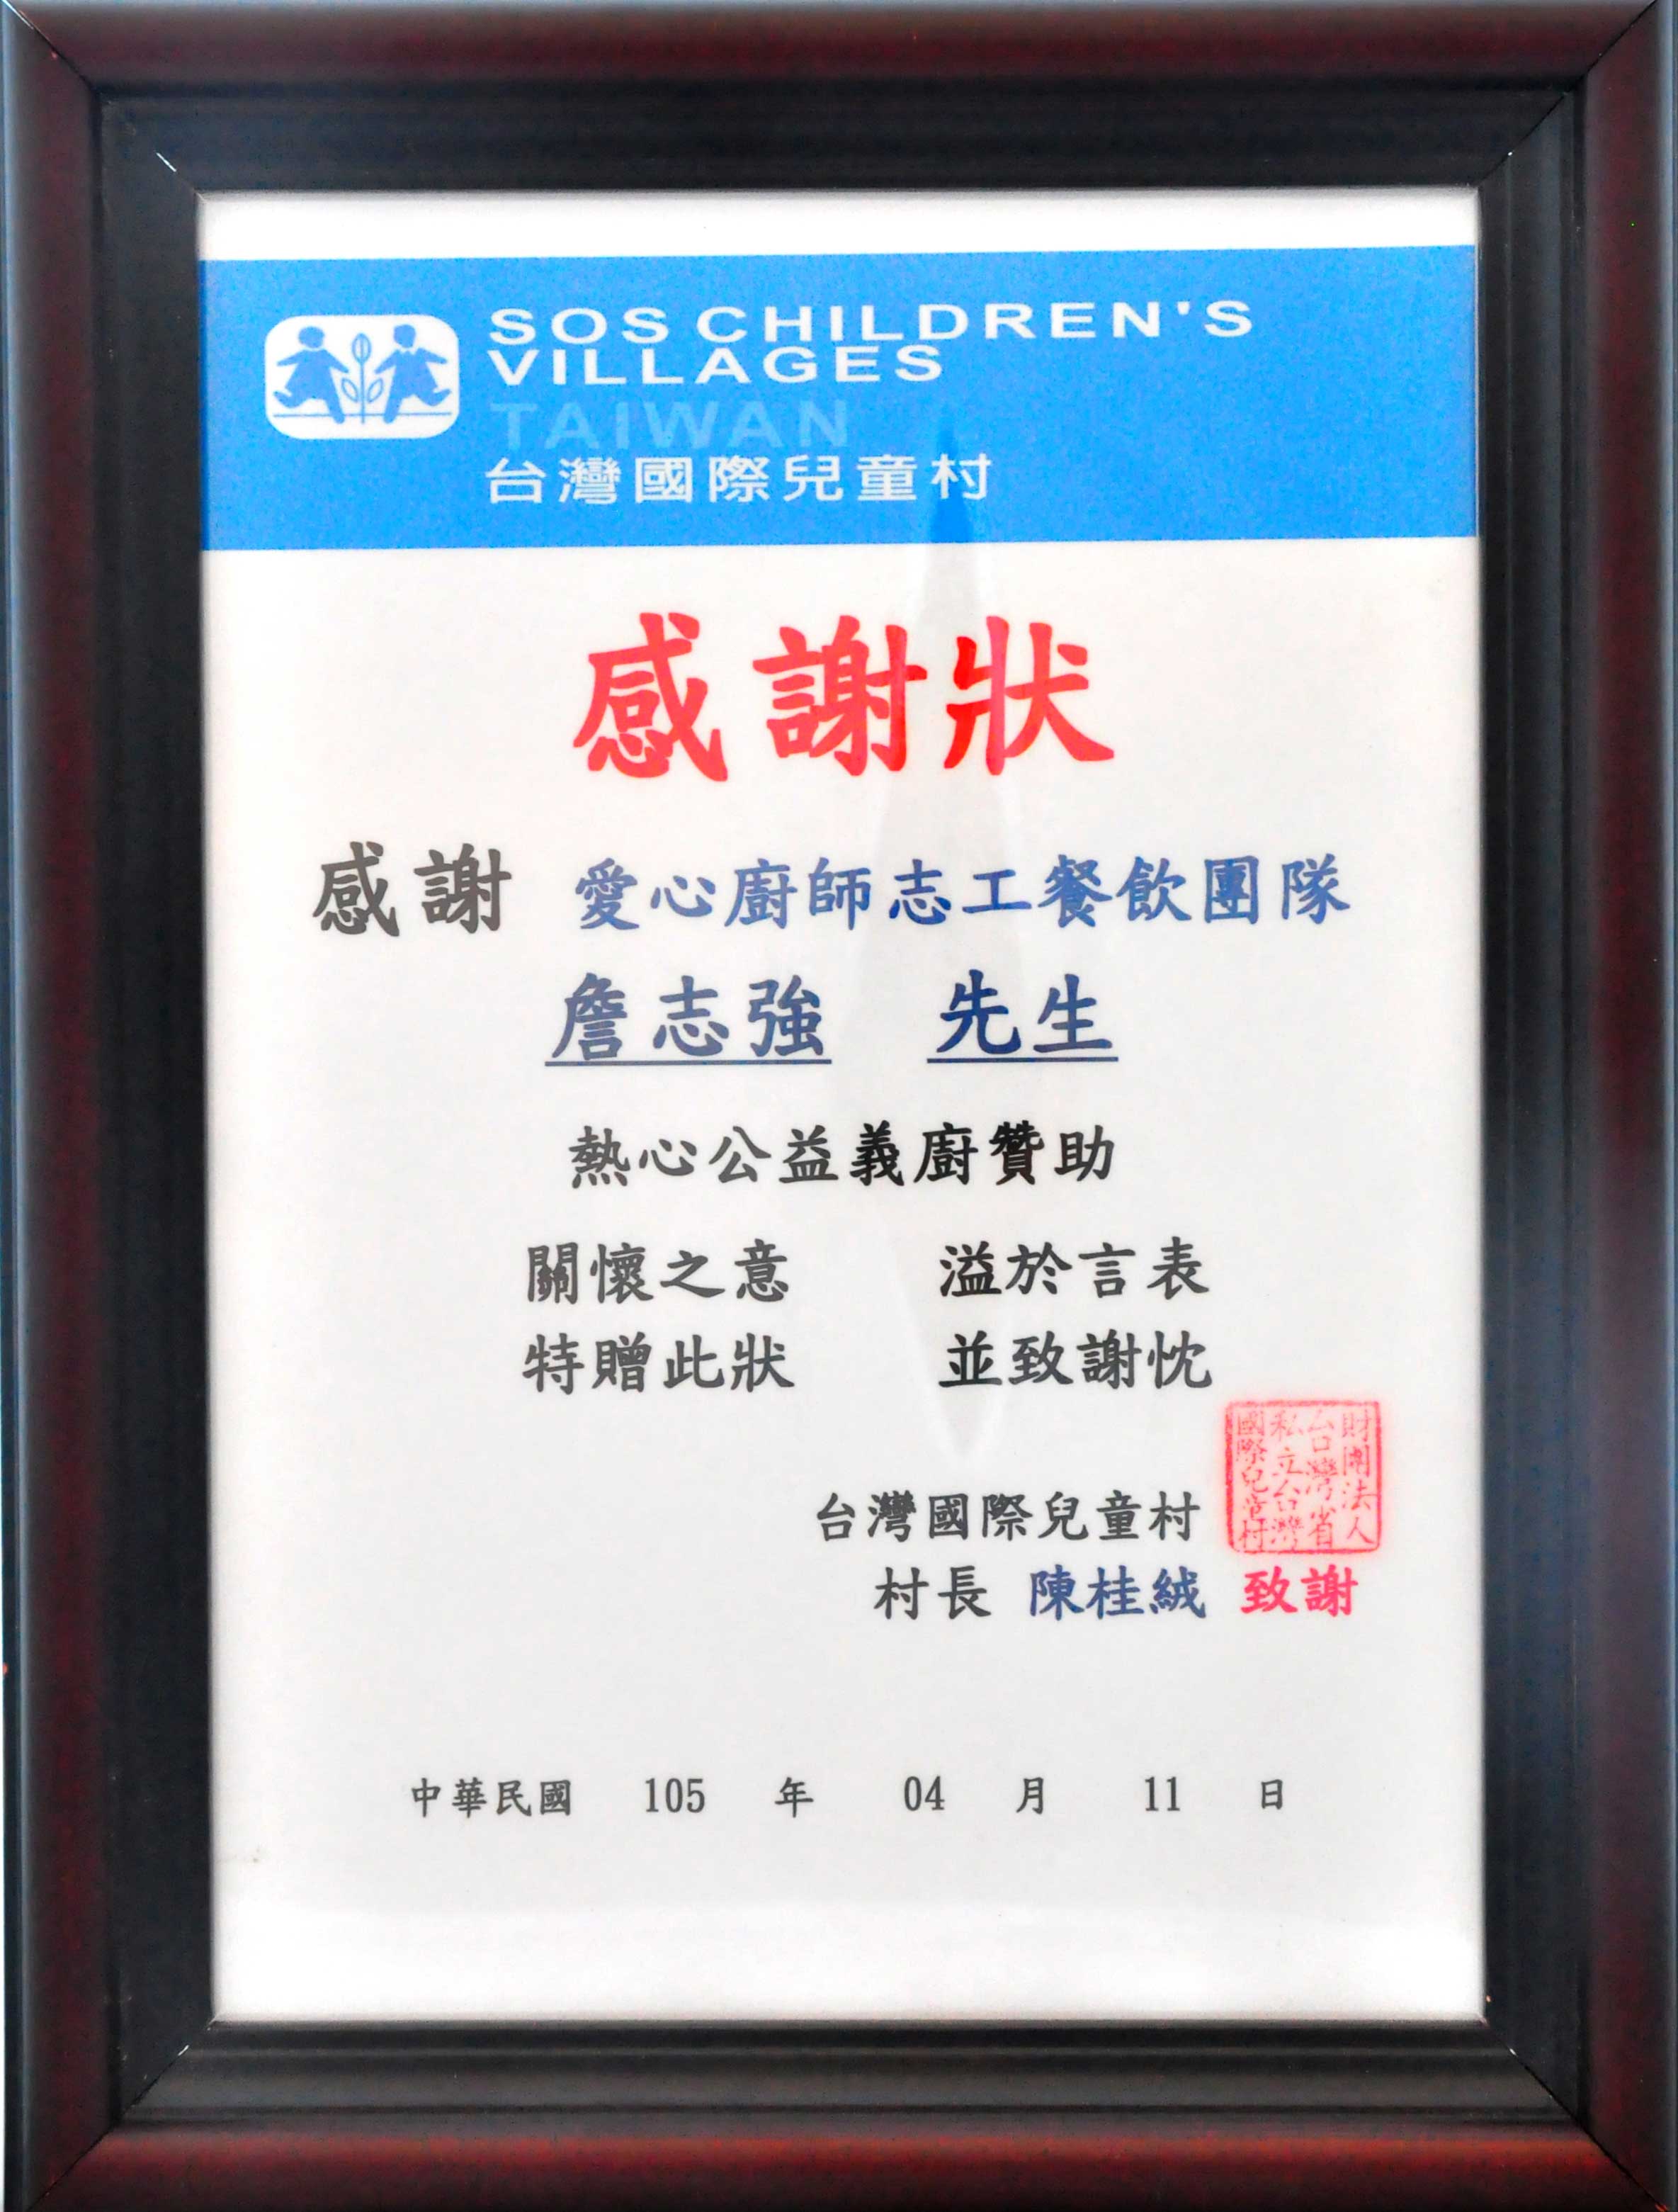 SOS CHILDREN'S
VILLAGES
TAIWAN
台灣國際兒童村
感謝狀
感謝 愛心廚師志工餐飲團隊
詹志強 先生
熱心公益義廚贊助
關懷之意 溢於言表
特贈此狀 並致謝忱
財團法人
台灣省
私立台灣
國際兒童村
台灣國際兒童村
村長 陳桂絨 致謝
中華民國 105 年 04 月 11 日